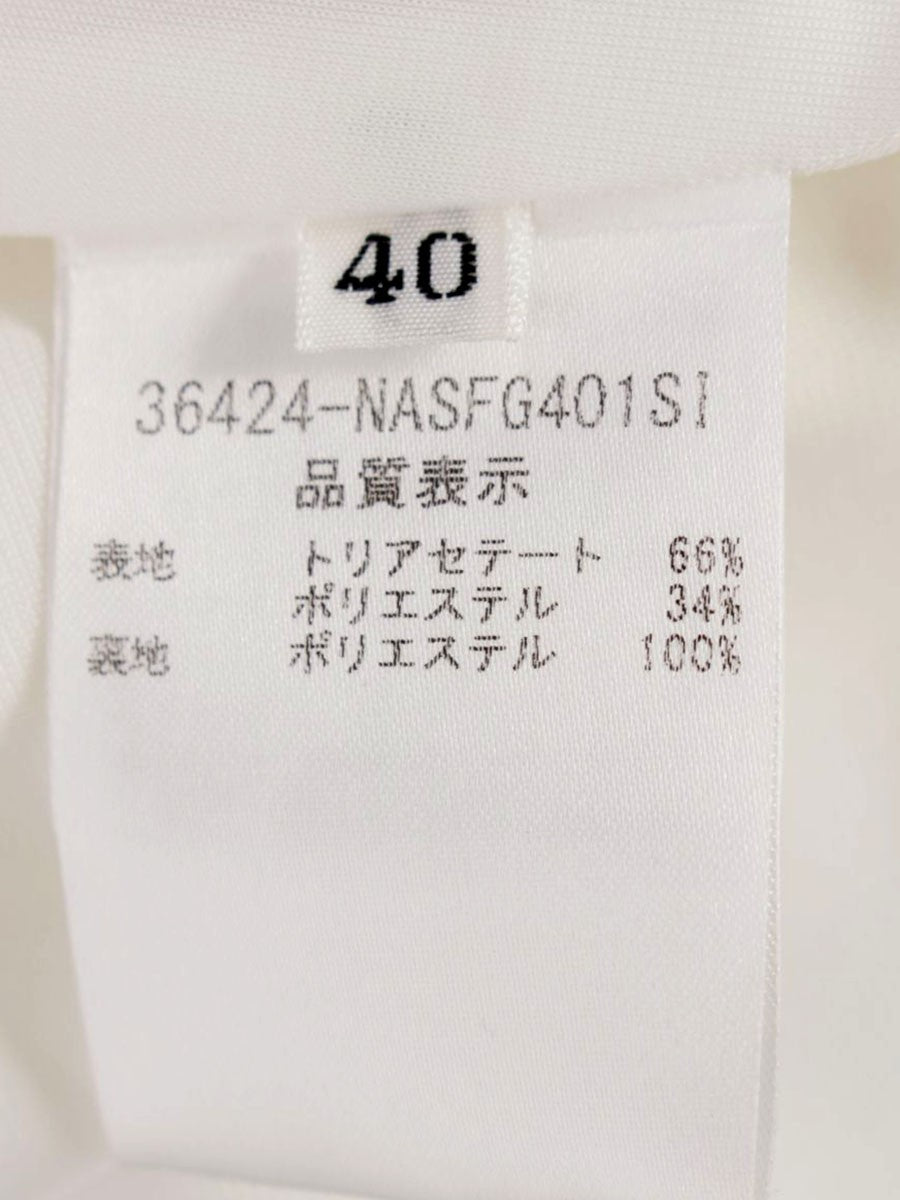 40
36424-NASFG401SI
品質表示
表地 トリアセテート 66%
ポリエステル 34%
裏地 ポリエステル 100%